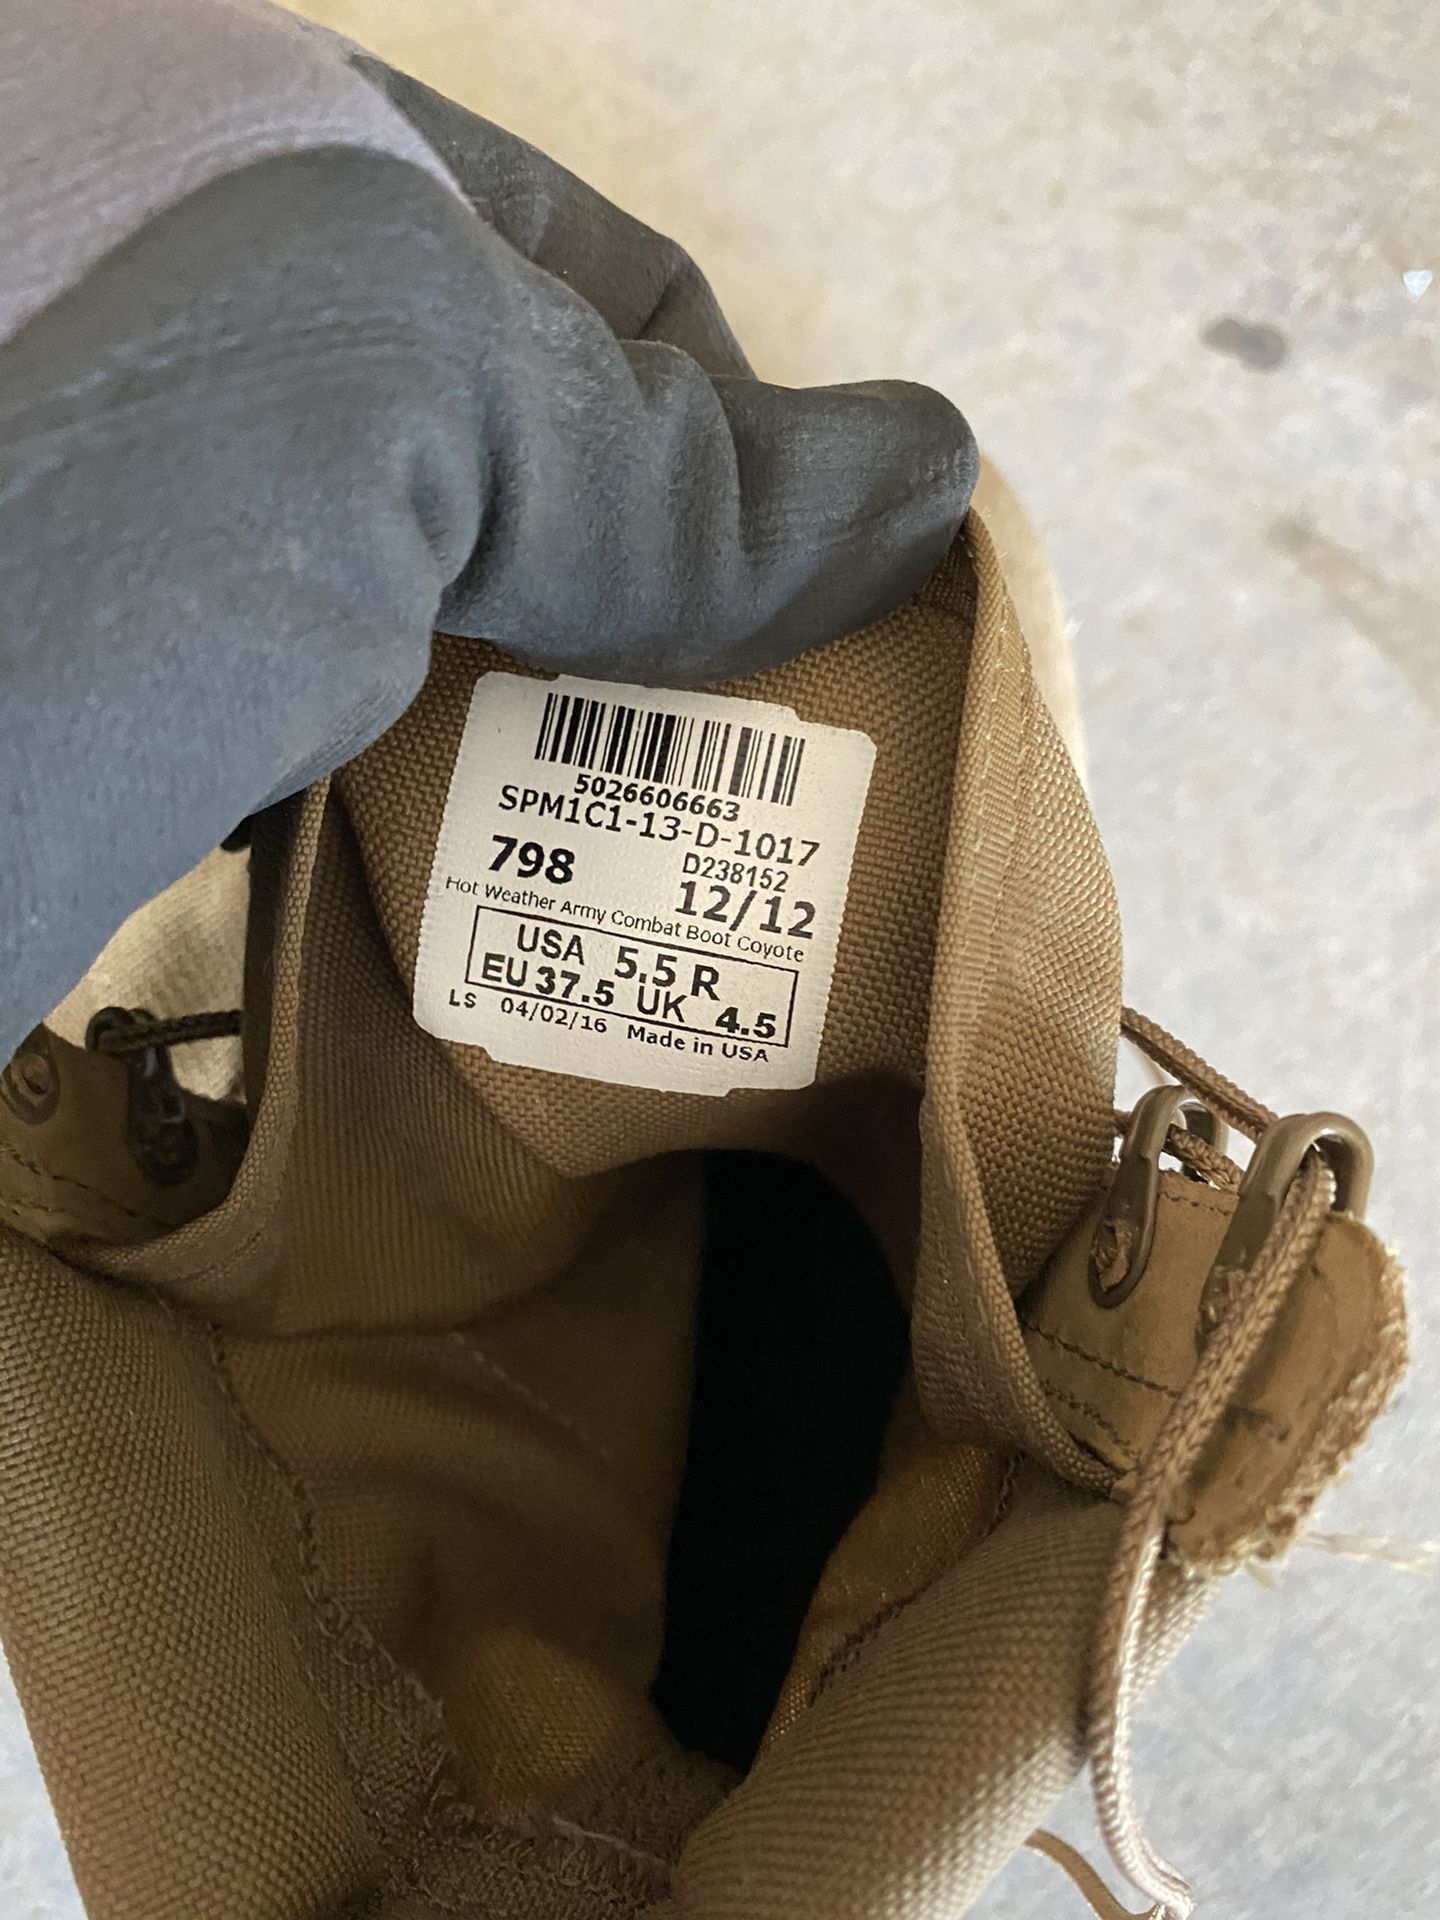 5026606663
SPM1C1-13-D-1017
798 D238152
12/12
Hot Weather Army Combat Boot Coyote
USA 5.5 R
EU 37.5 UK 4.5
LS 04/02/16 Made in USA